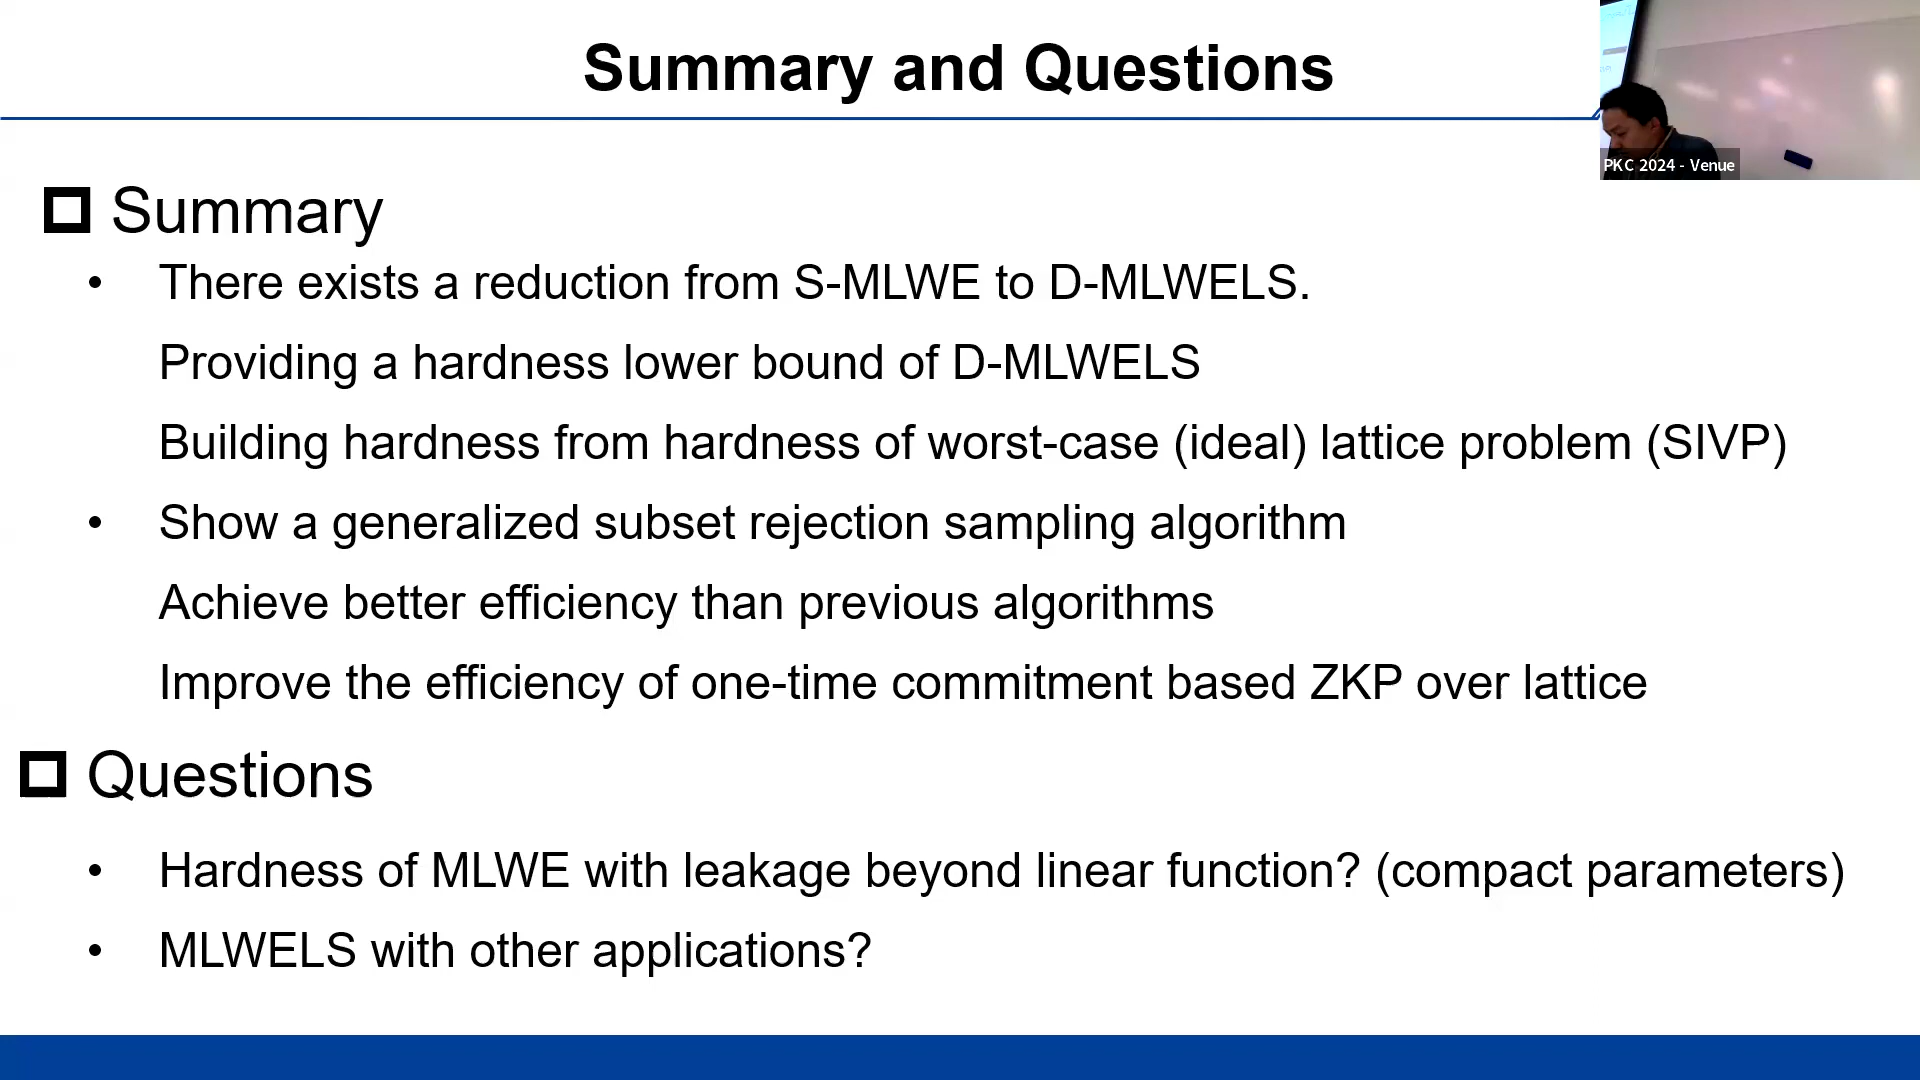 Summary and Questions
PKC 2024 - Venue
Summary
• There exists a reduction from S-MLWE to D-MLWELS.
Providing a hardness lower bound of D-MLWELS
Building hardness from hardness of worst-case (ideal) lattice problem (SIVP)
• Show a generalized subset rejection sampling algorithm
Achieve better efficiency than previous algorithms
Improve the efficiency of one-time commitment based ZKP over lattice
Questions
• Hardness of MLWE with leakage beyond linear function? (compact parameters)
• MLWELS with other applications?